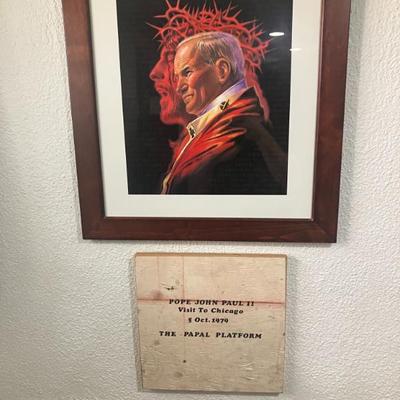 POPE JOHN PAUL II
Visit To Chicago
5 Oct. 1979
THE PAPAL PLATFORM